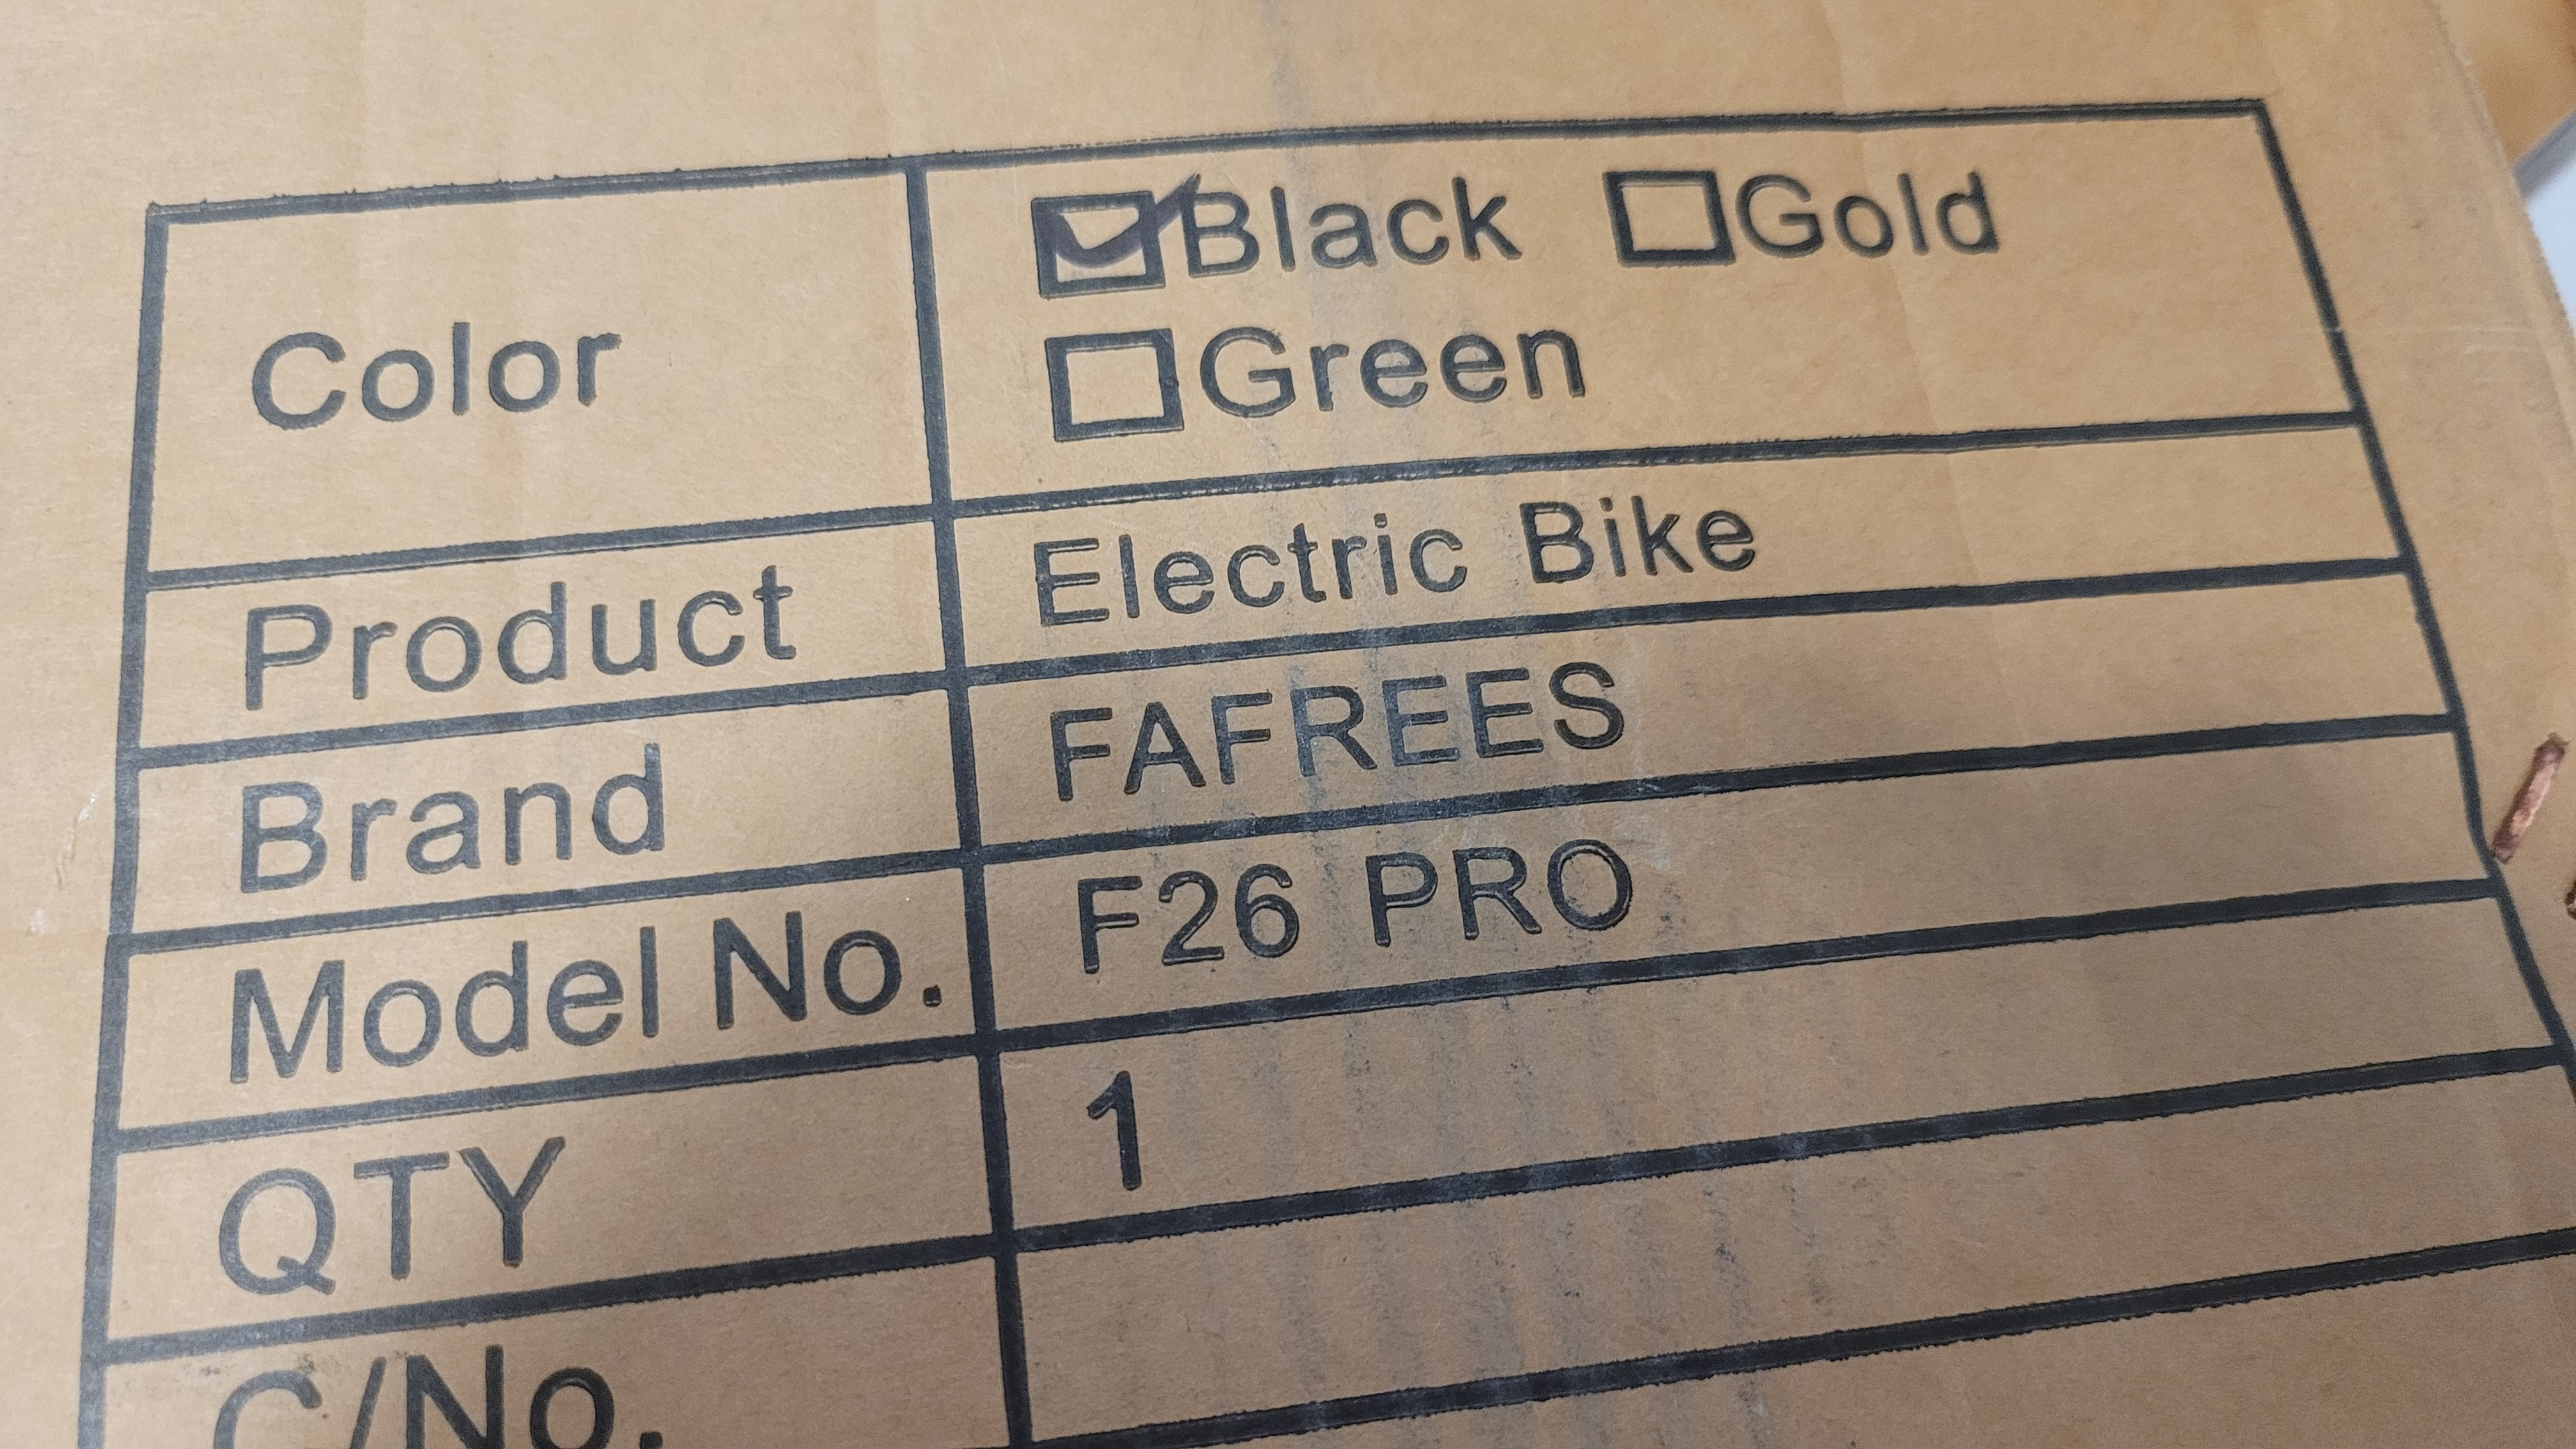 Color ☑Black ☐Gold
☐Green
Product Electric Bike
Brand FAFREES
Model No. F26 PRO
QTY 1
C/No.